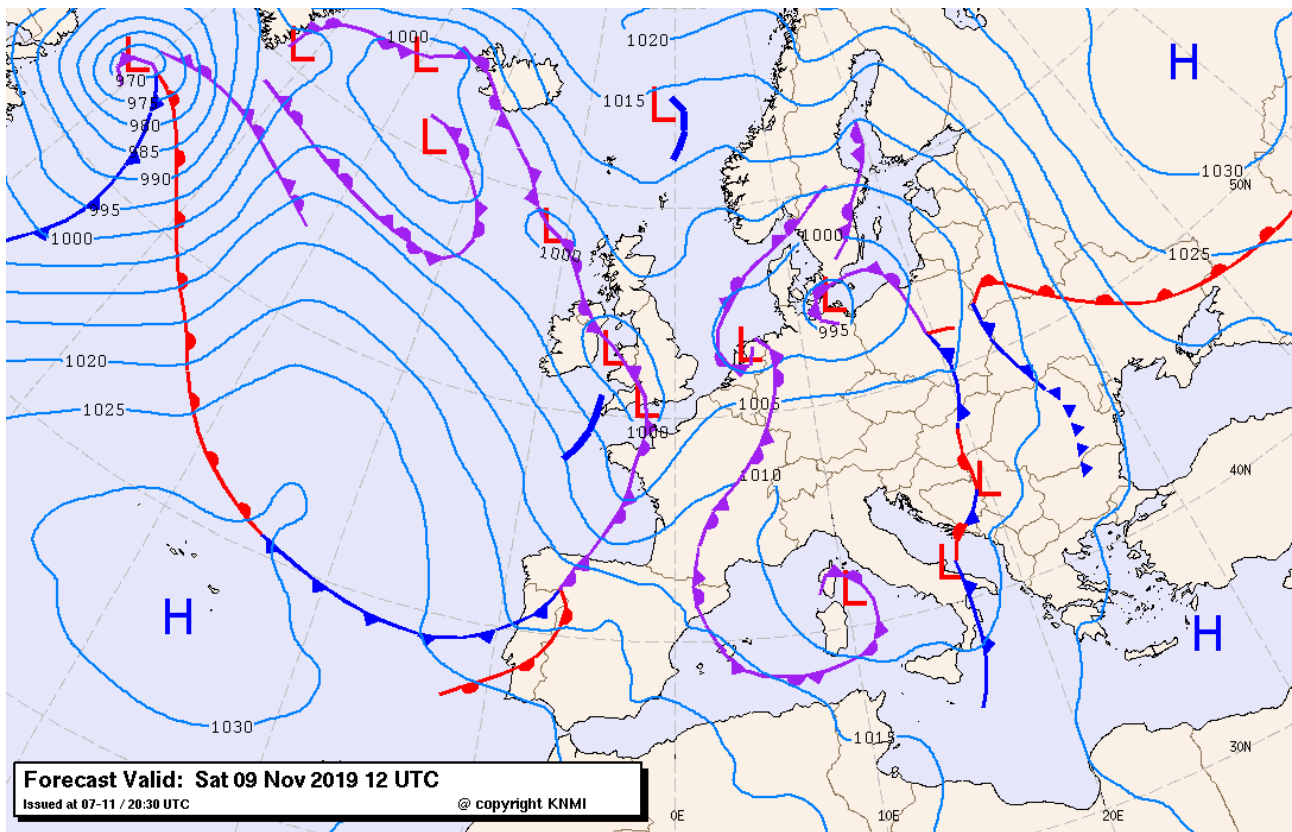 1015
1020
H
L
L
1000
L
970
975
980
985
990
995
1000
L
1015
1030
50N
L
L
1000
1000
1025
L
995
1020
L
L
1025
L
1000
1005
1010
40N
L
L
L
H
H
1030
1015
30N
Forecast Valid: Sat 09 Nov 2019 12 UTC
Issued at 07-11 / 20:30 UTC
@ copyright KNMI
0E
10E
20E